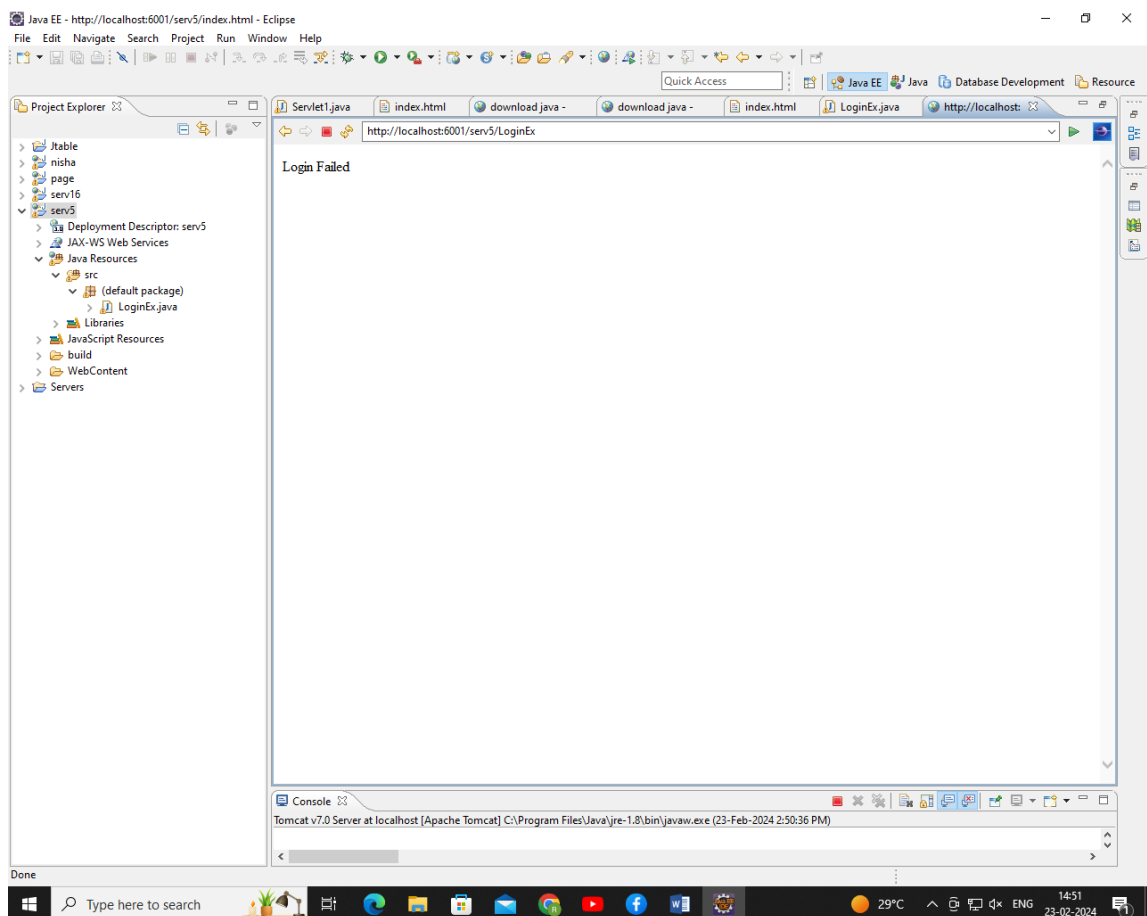 Java EE - http://localhost:6001/serv5/index.html - Eclipse
File Edit Navigate Search Project Run Window Help
Quick Access
Java EE Java Database Development Resource
Project Explorer
Servlet1.java index.html download java - download java - index.html LoginEx.java http://localhost:
http://localhost:6001/serv5/LoginEx
Jtable
nisha
page
serv16
serv5
Deployment Descriptor: serv5
JAX-WS Web Services
Java Resources
src
(default package)
LoginEx.java
Libraries
JavaScript Resources
build
WebContent
Servers
Login Failed
Console
Tomcat v7.0 Server at localhost [Apache Tomcat] C:\Program Files\Java\jre-1.8\bin\javaw.exe (23-Feb-2024 2:50:36 PM)
Done
Type here to search
29°C
ENG
14:51
23-02-2024